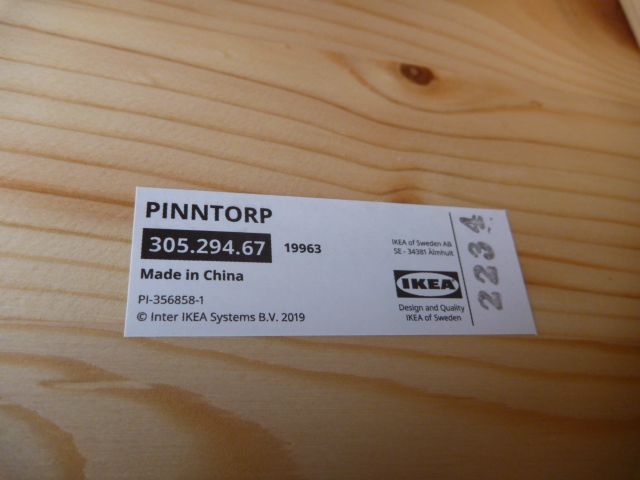 PINNTORP
305.294.67 19963
Made in China
PI-356858-1
© Inter IKEA Systems B.V. 2019
IKEA of Sweden AB
SE - 34381 Älmhult
IKEA
Design and Quality
IKEA of Sweden
2234